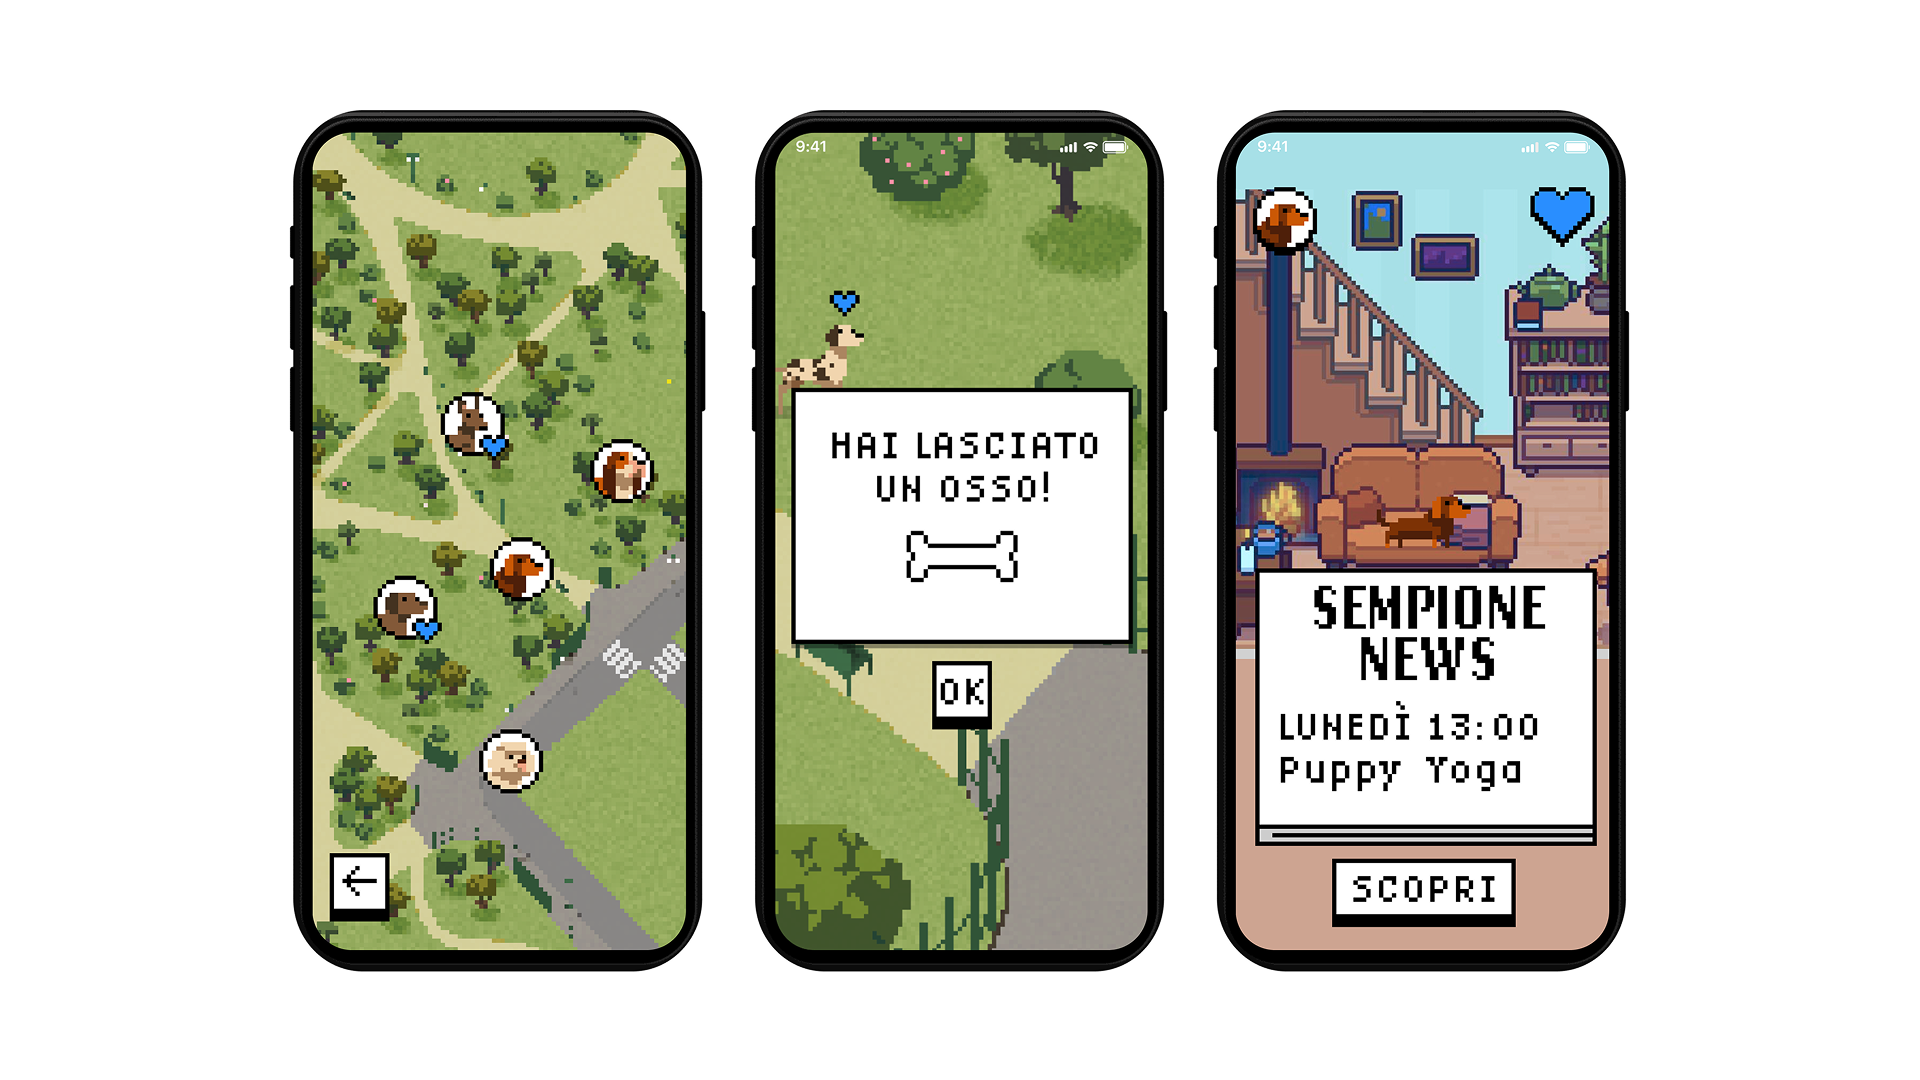 9:41
HAI LASCIATO
UN OSSO!
OK
9:41
SEMPIONE
NEWS
LUNEDÌ 13:00
Puppy Yoga
SCOPRI